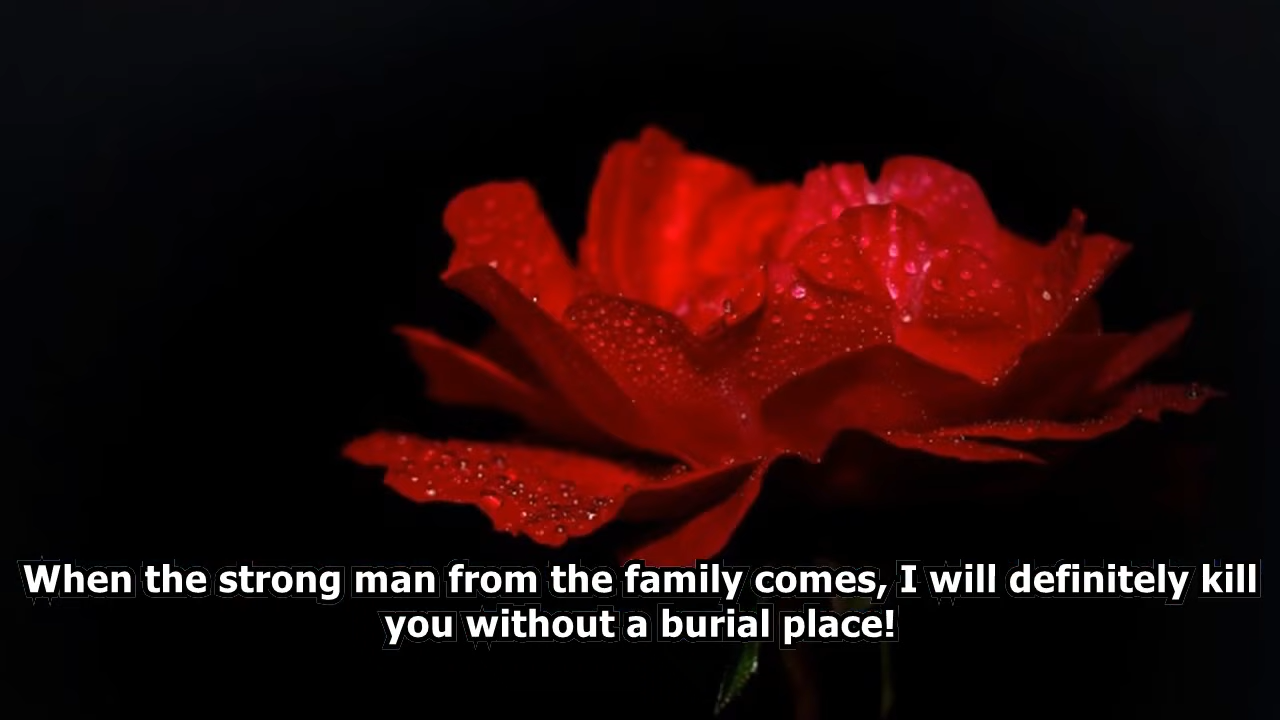 When the strong man from the family comes, I will definitely kill
you without a burial place!